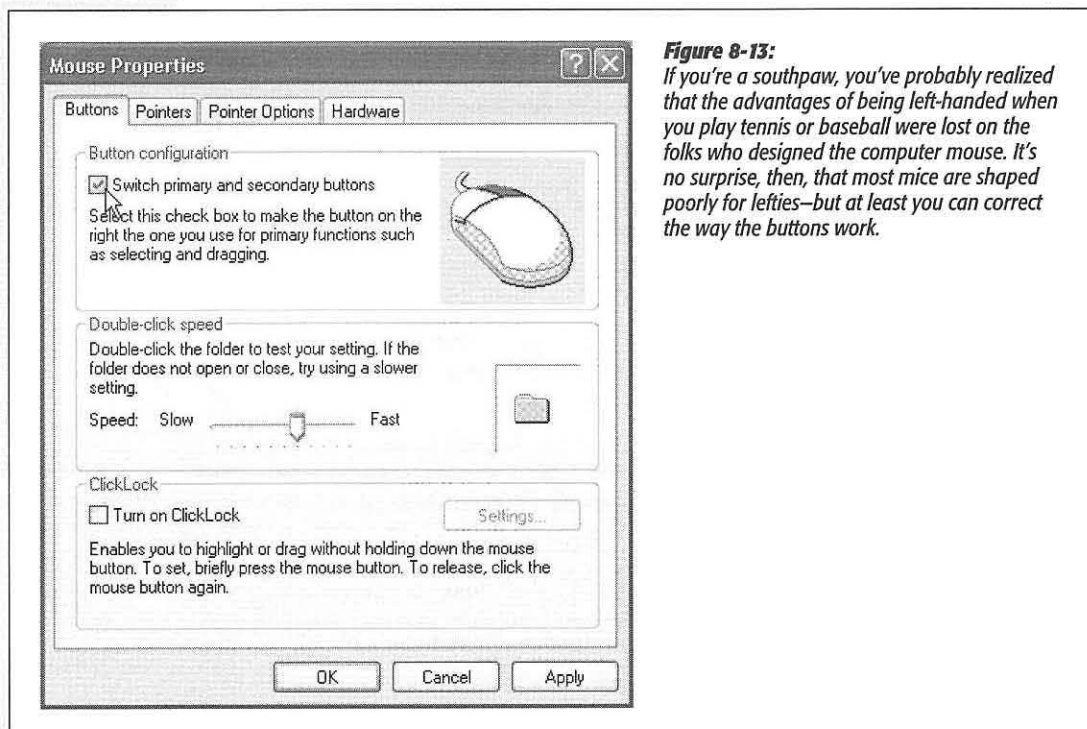 Mouse Properties
Buttons Pointers Pointer Options Hardware
Button configuration
Switch primary and secondary buttons
Select this check box to make the button on the
right the one you use for primary functions such
as selecting and dragging.
Double-click speed
Double-click the folder to test your setting. If the
folder does not open or close, try using a slower
setting.
Speed: Slow Fast
ClickLock
Turn on ClickLock
Settings...
Enables you to highlight or drag without holding down the mouse
button. To set, briefly press the mouse button. To release, click the
mouse button again.
OK Cancel Apply
Figure 8-13:
If you're a southpaw, you've probably realized
that the advantages of being left-handed when
you play tennis or baseball were lost on the
folks who designed the computer mouse. It's
no surprise, then, that most mice are shaped
poorly for lefties—but at least you can correct
the way the buttons work.